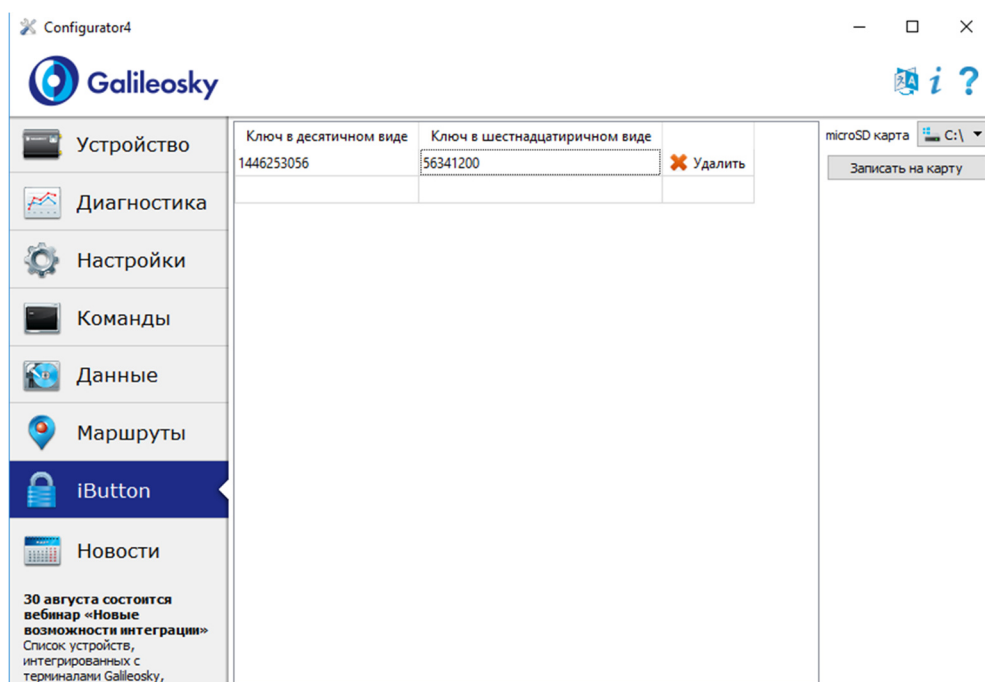 Configurator4
Galileosky
Устройство
Диагностика
Настройки
Команды
Данные
Маршруты
iButton
Новости
30 августа состоится
вебинар «Новые
возможности интеграции»
Список устройств,
интегрированных с
терминалами Galileosky,
Ключ в десятичном виде Ключ в шестнадцатиричном виде
1446253056 56341200 Удалить
microSD карта C:\
Записать на карту